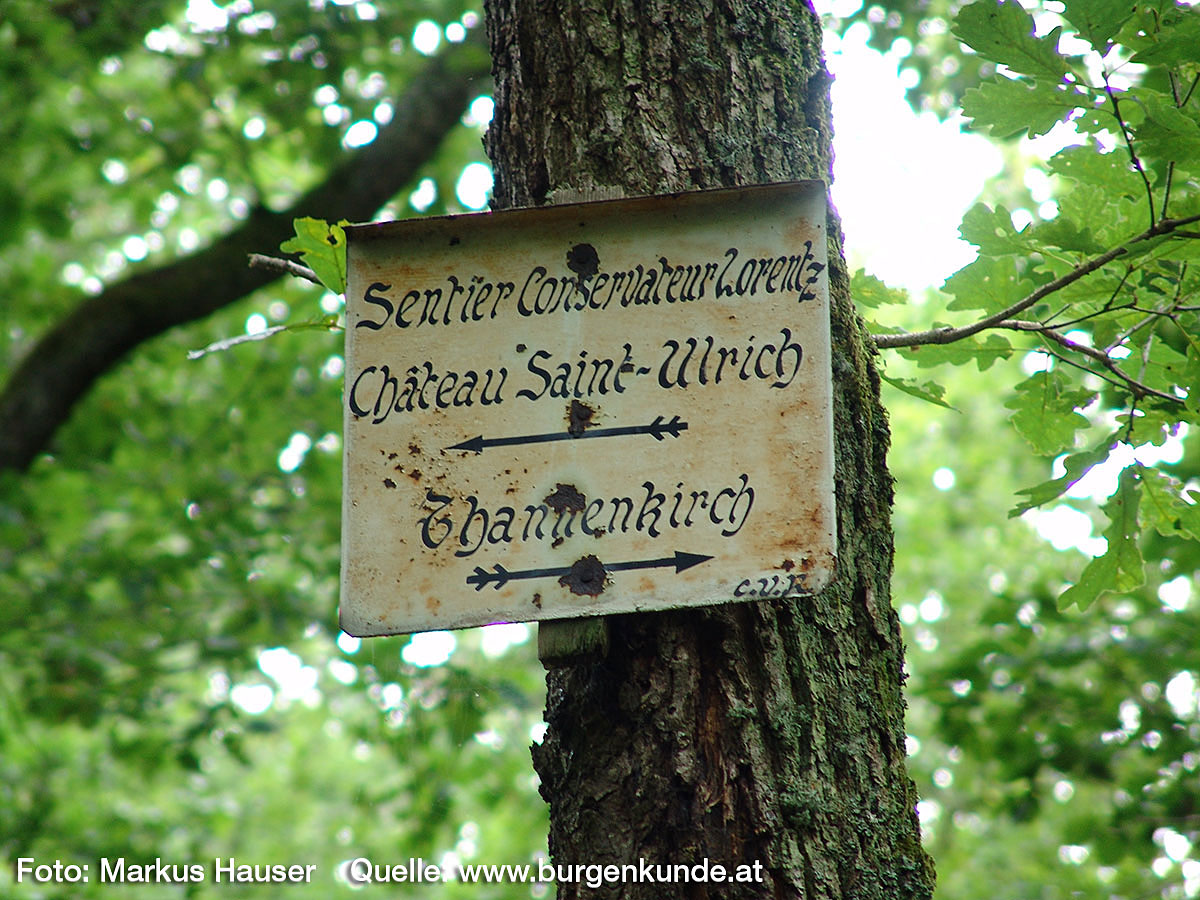 Sentier Conservateur Lorentz
Château Saint-Ulrich
Thannenkirch
C.V.R
Foto: Markus Hauser Quelle: www.burgenkunde.at